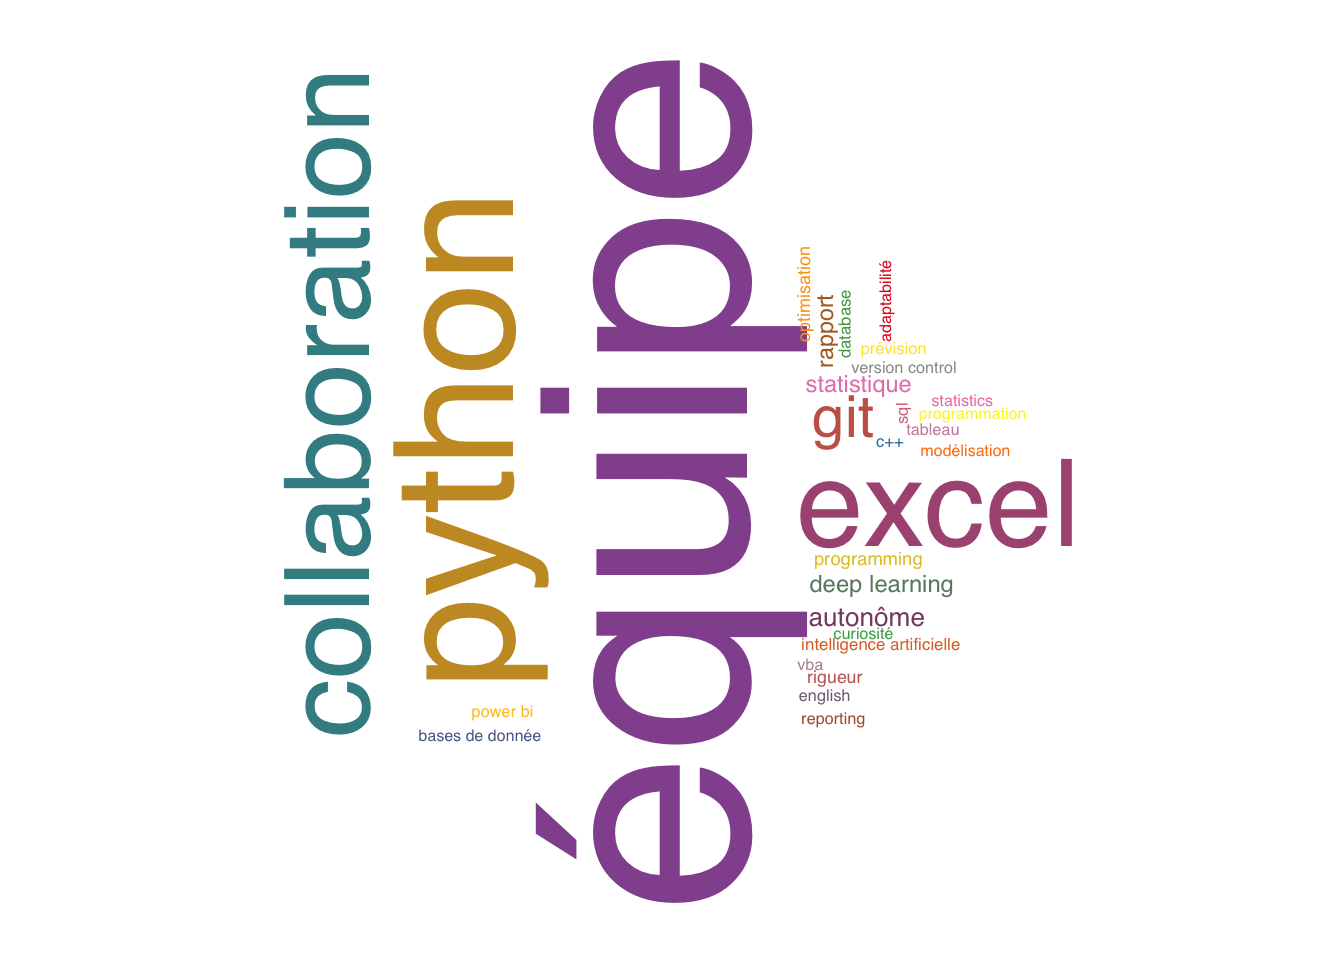 collaboration
python
power bi
bases de donnée
équipe
optimisation
rapport
database
adaptabilité
prévision
version control
statistique
git
sql
statistics
programmation
tableau
c++
modélisation
excel
programming
deep learning
autonôme
curiosité
intelligence artificielle
vba
rigueur
english
reporting